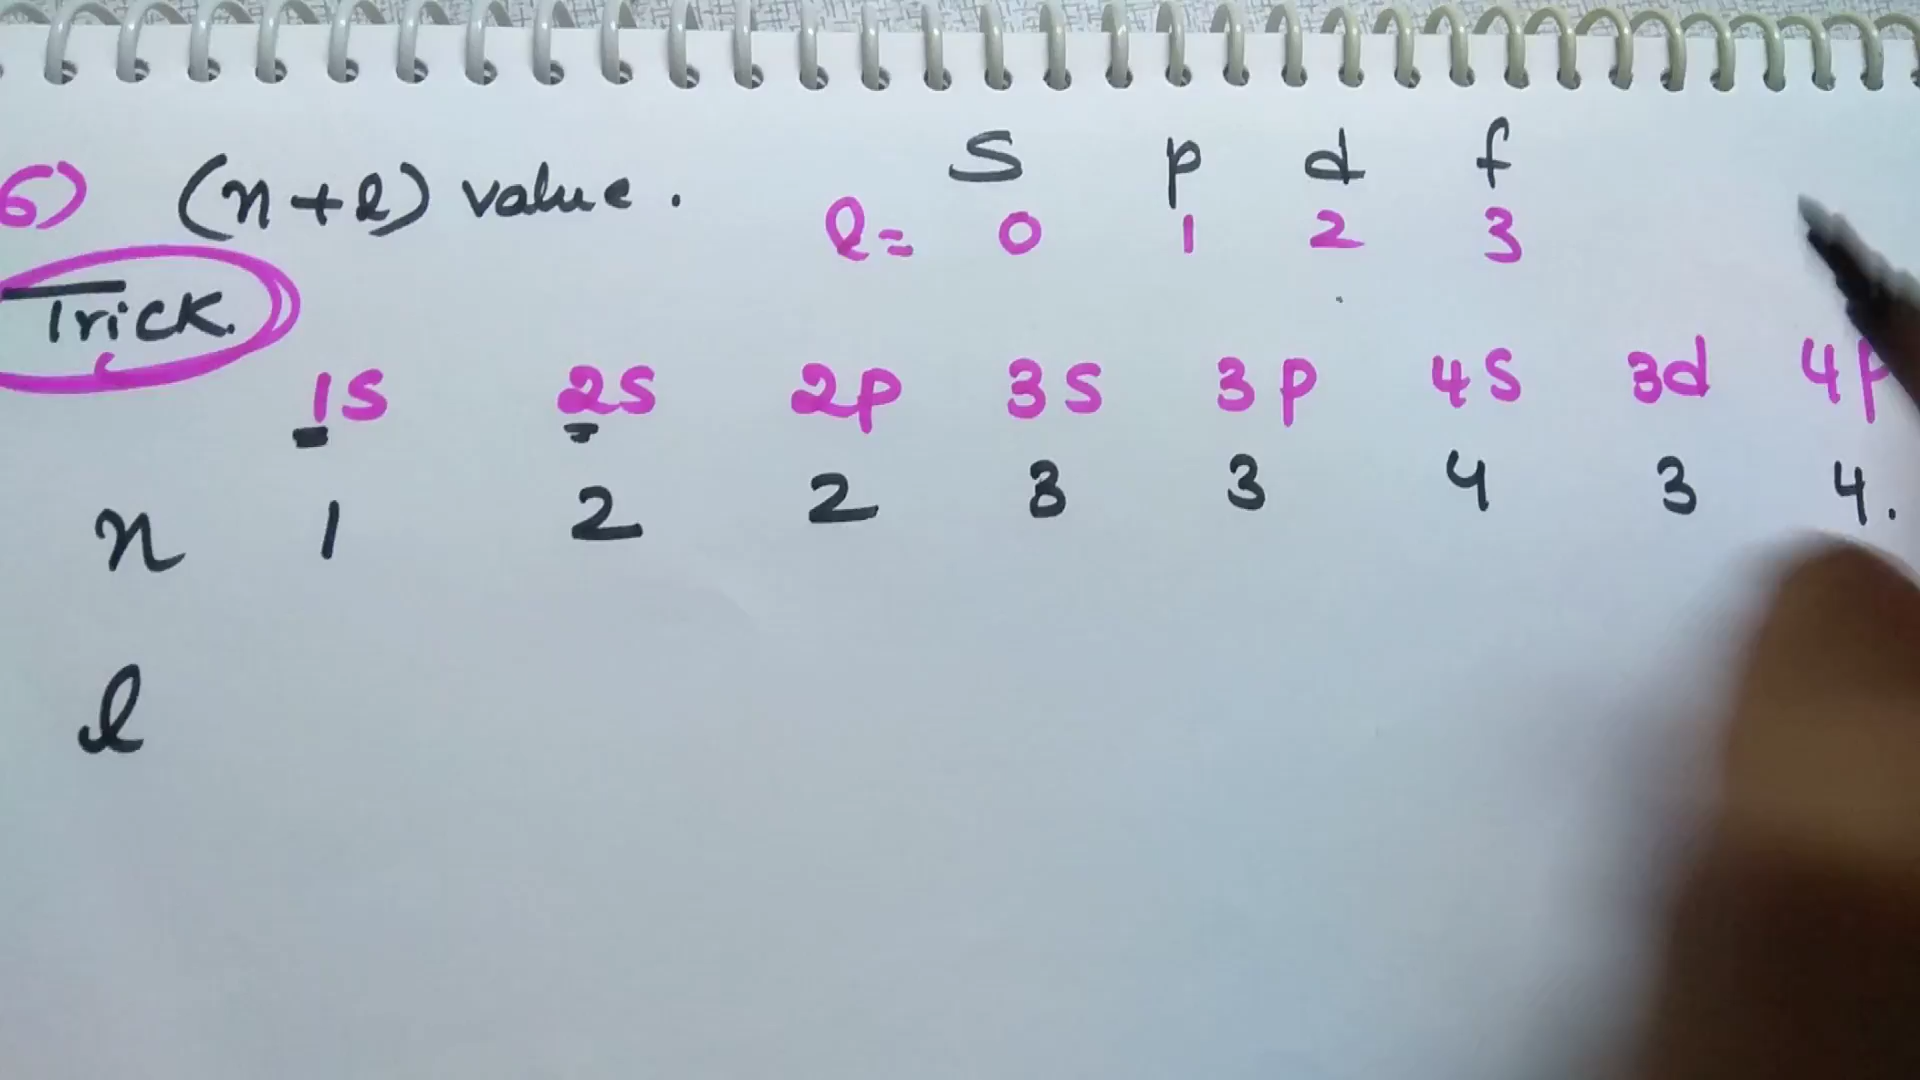 6) (n+l) value. s p d f
l= 0 1 2 3
Trick.
1s 2s 2p 3s 3p 4s 3d 4p
n 1 2 2 3 3 4 3 4.
l